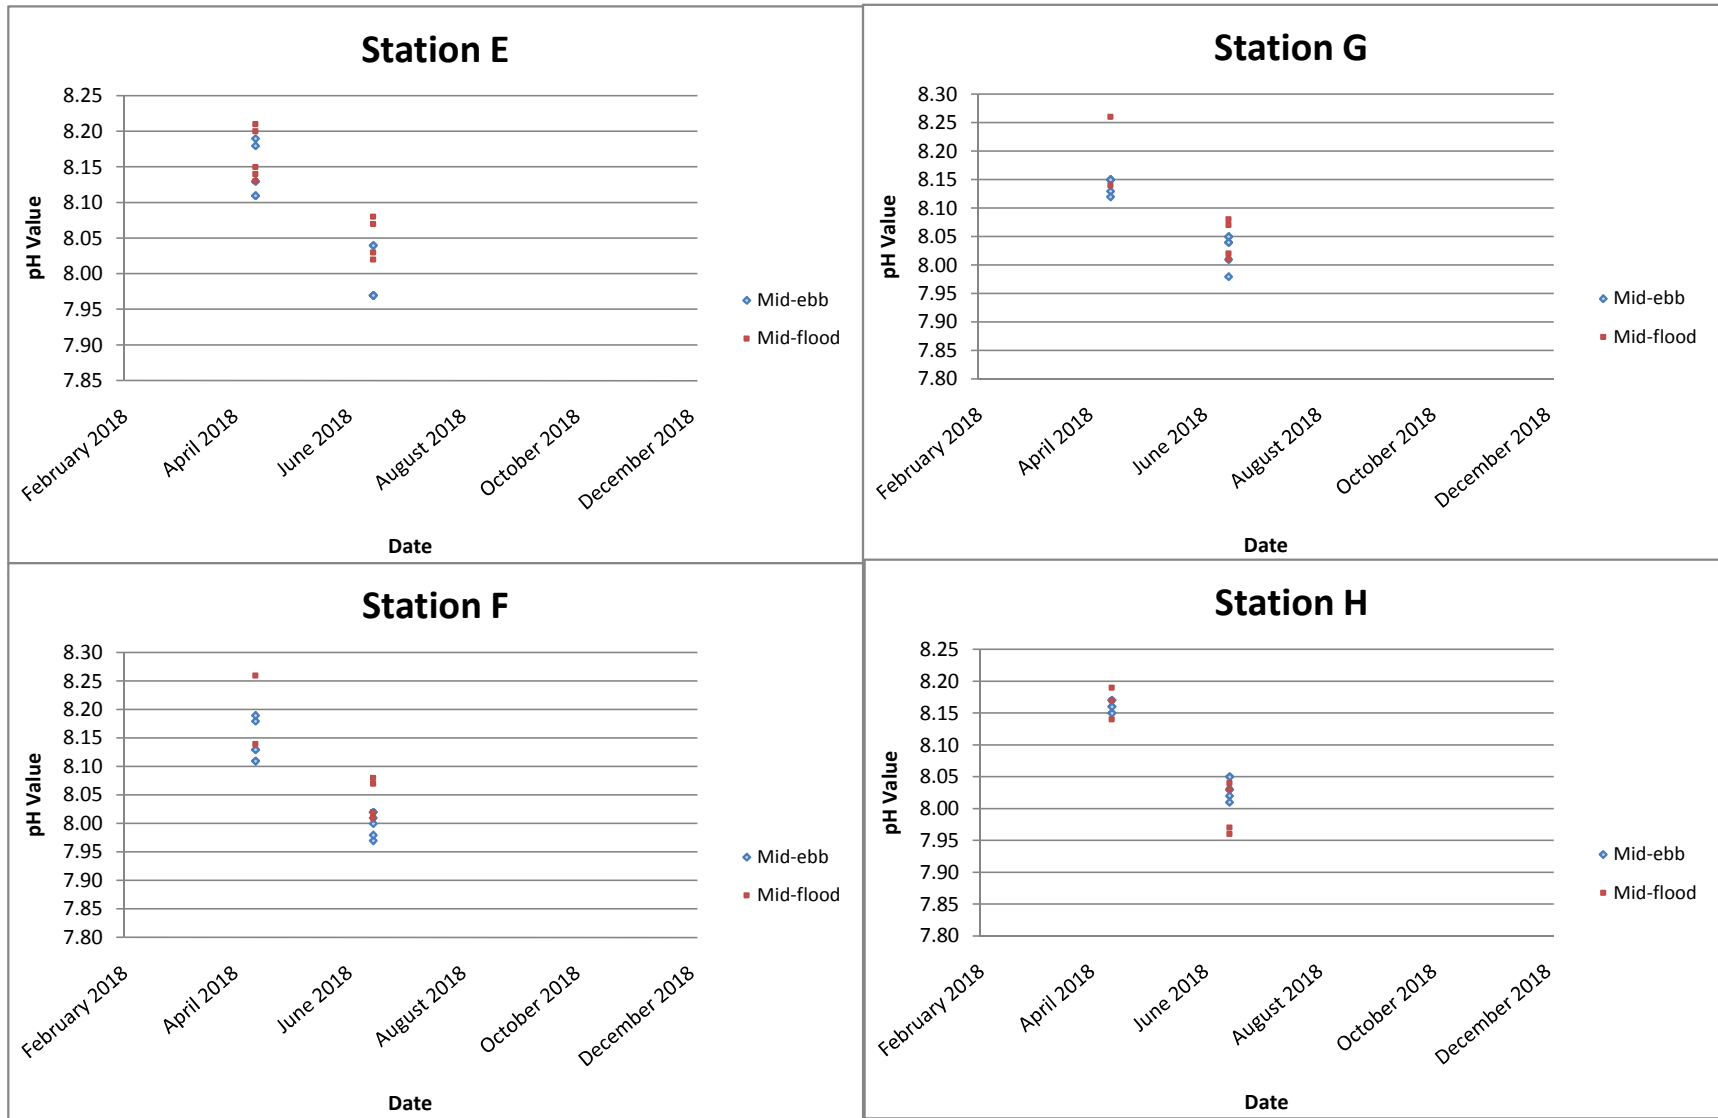 Station E
8.25
8.20
8.15
8.10
8.05
8.00
7.95
7.90
7.85
pH Value
February 2018
April 2018
June 2018
August 2018
October 2018
December 2018
Date
Mid-ebb
Mid-flood
Station G
8.30
8.25
8.20
8.15
8.10
8.05
8.00
7.95
7.90
7.85
7.80
pH Value
February 2018
April 2018
June 2018
August 2018
October 2018
December 2018
Date
Mid-ebb
Mid-flood
Station F
8.30
8.25
8.20
8.15
8.10
8.05
8.00
7.95
7.90
7.85
7.80
pH Value
February 2018
April 2018
June 2018
August 2018
October 2018
December 2018
Date
Mid-ebb
Mid-flood
Station H
8.25
8.20
8.15
8.10
8.05
8.00
7.95
7.90
7.85
7.80
pH Value
February 2018
April 2018
June 2018
August 2018
October 2018
December 2018
Date
Mid-ebb
Mid-flood